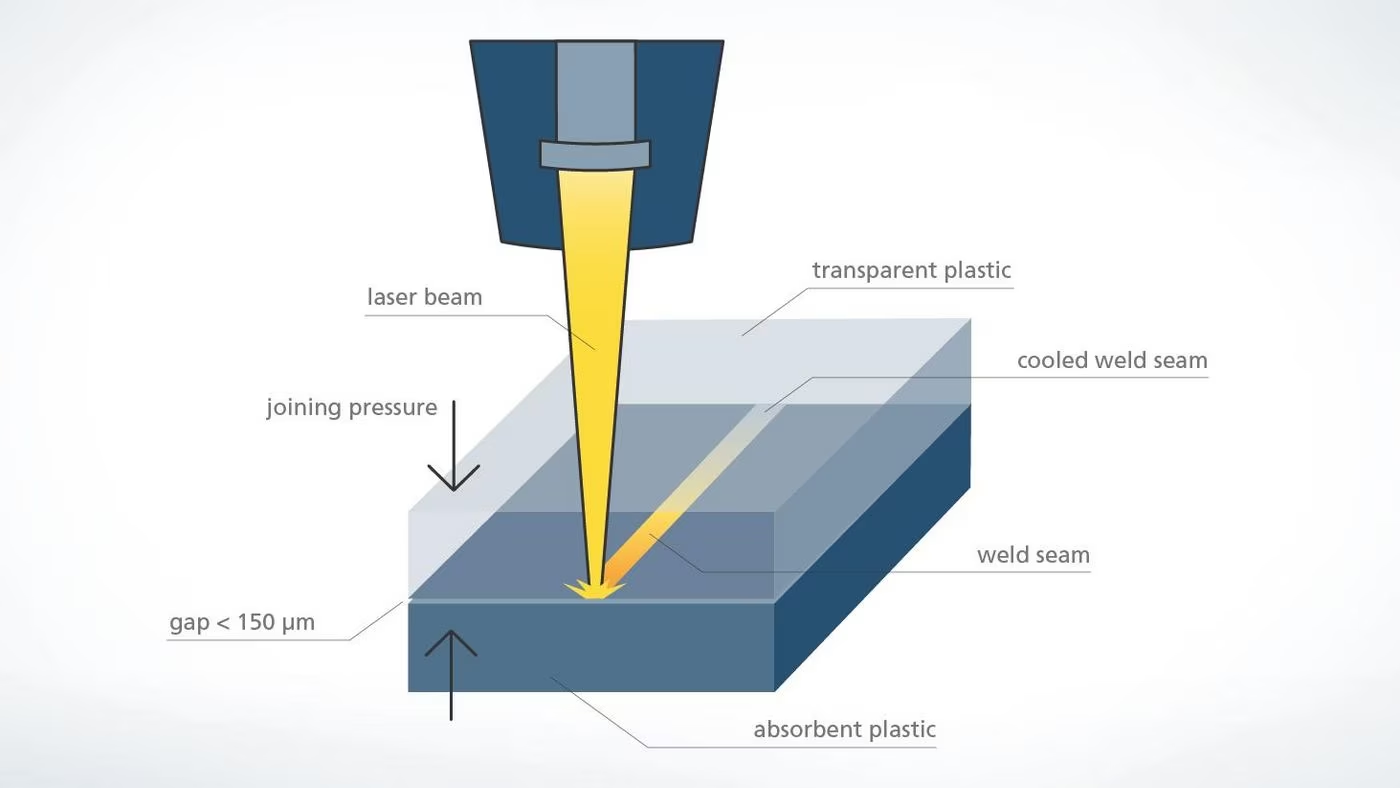 transparent plastic
laser beam
cooled weld seam
joining pressure
weld seam
gap < 150 µm
absorbent plastic